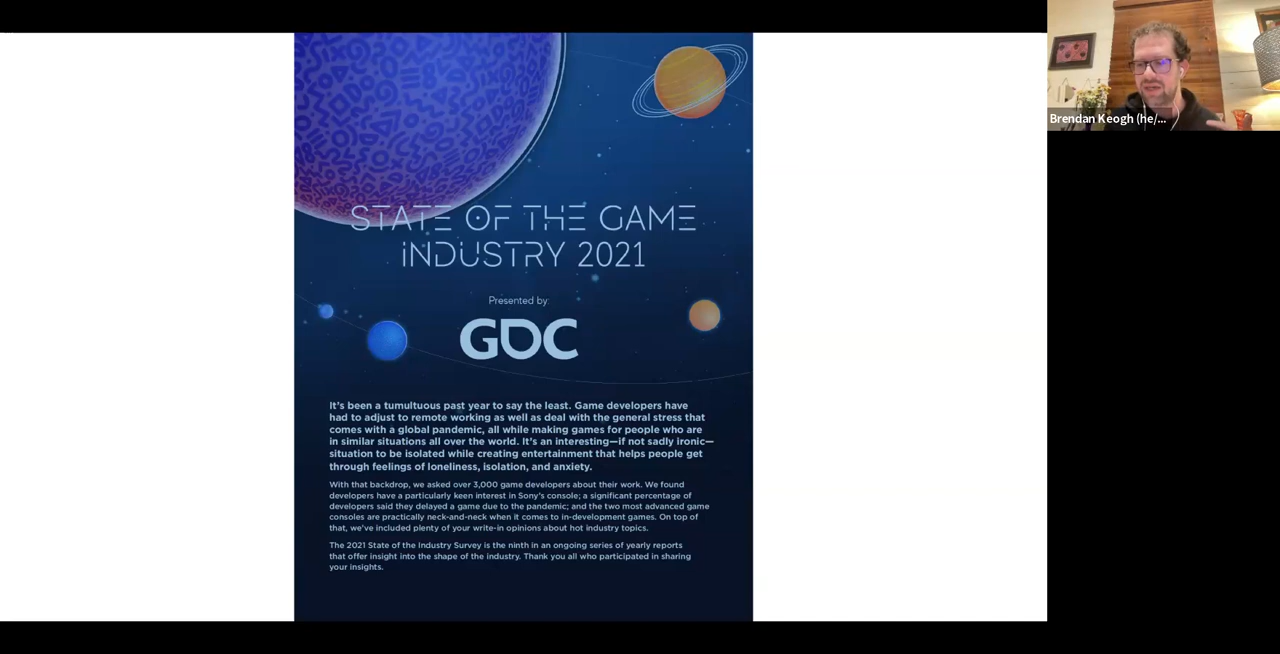 STATE OF THE GAME
INDUSTRY 2021
Presented by:
GDC
It's been a tumultuous past year to say the least. Game developers have
had to adjust to remote working as well as deal with the general stress that
comes with a global pandemic, all while making games for people who are
in similar situations all over the world. It's an interesting—if not sadly ironic—
situation to be isolated while creating entertainment that helps people get
through feelings of loneliness, isolation, and anxiety.
With that backdrop, we asked over 3,000 game developers about their work. We found
developers have a particularly keen interest in Sony's console; a significant percentage of
developers said they delayed a game due to the pandemic; and the two most advanced game
consoles are practically neck-and-neck when it comes to in-development games. On top of
that, we've included plenty of your write-in opinions about hot industry topics.
The 2021 State of the Industry Survey is the ninth in an ongoing series of yearly reports
that offer insight into the shape of the industry. Thank you all who participated in sharing
your insights.
Brendan Keogh (he/...